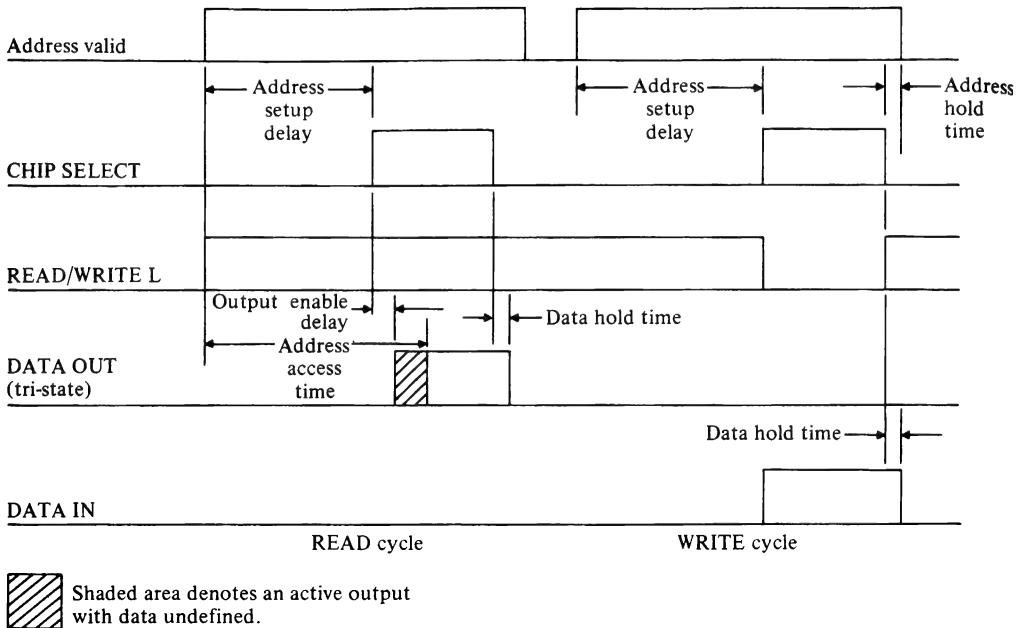 Address valid
Address
setup
delay
Address
setup
delay
Address
hold
time
CHIP SELECT
READ/WRITE L
Output enable
delay
Data hold time
Address
access
time
DATA OUT
(tri-state)
Data hold time
DATA IN
READ cycle
WRITE cycle
Shaded area denotes an active output
with data undefined.